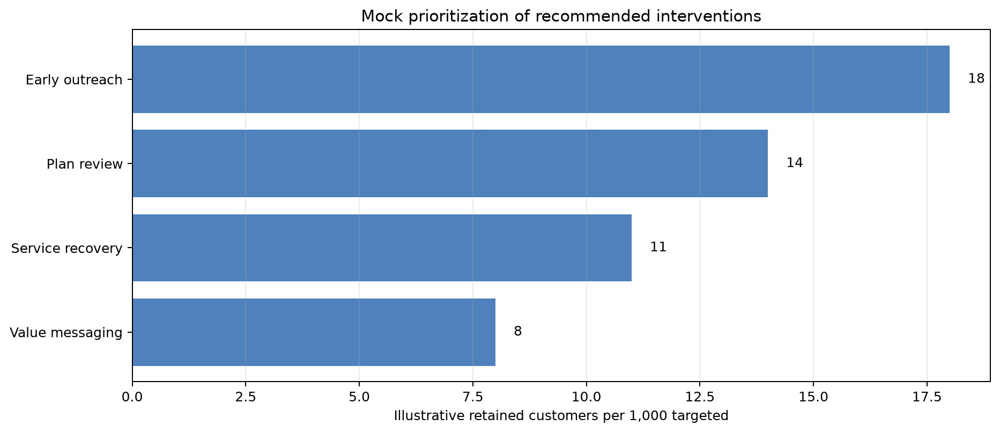 Mock prioritization of recommended interventions
Early outreach
18
Plan review
14
Service recovery
11
Value messaging
8
0.0 2.5 5.0 7.5 10.0 12.5 15.0 17.5
Illustrative retained customers per 1,000 targeted